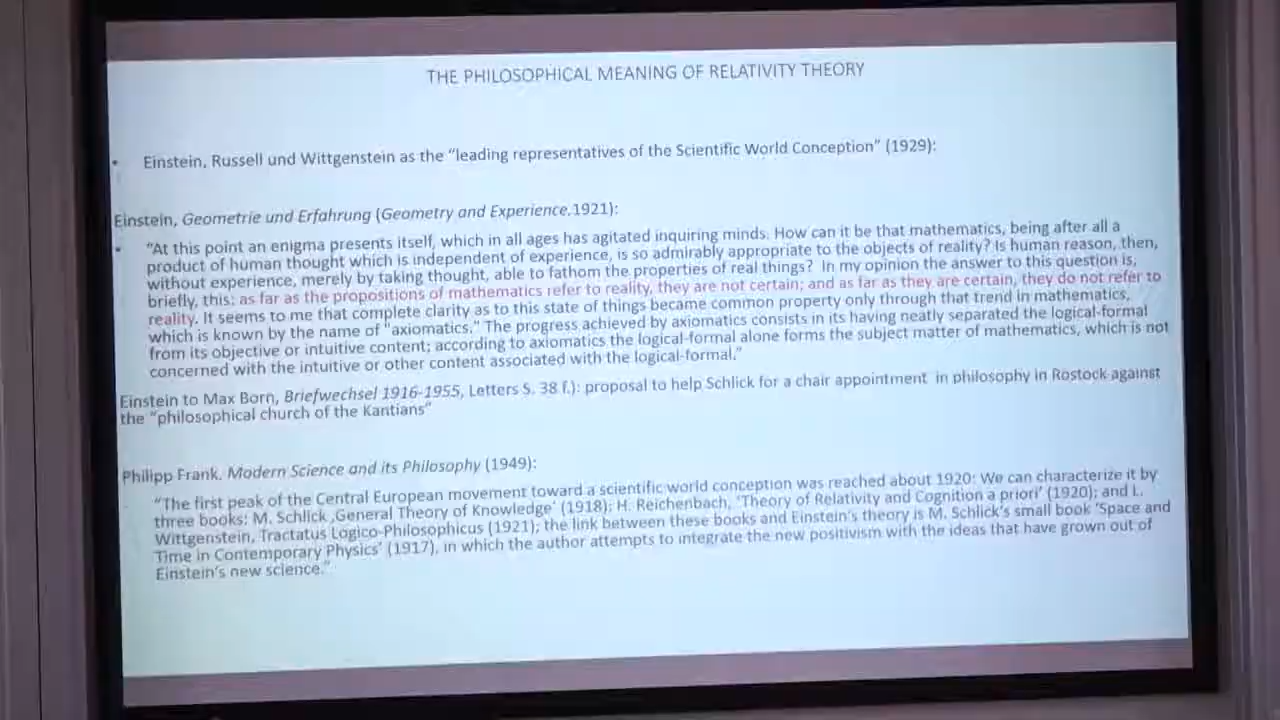 THE PHILOSOPHICAL MEANING OF RELATIVITY THEORY
• Einstein, Russell und Wittgenstein as the “leading representatives of the Scientific World Conception” (1929):
Einstein, Geometrie und Erfahrung (Geometry and Experience.1921):
• “At this point an enigma presents itself, which in all ages has agitated inquiring minds. How can it be that mathematics, being after all a
product of human thought which is independent of experience, is so admirably appropriate to the objects of reality? Is human reason, then,
without experience, merely by taking thought, able to fathom the properties of real things? In my opinion the answer to this question is,
briefly, this: as far as the propositions of mathematics refer to reality, they are not certain; and as far as they are certain, they do not refer to
reality. It seems to me that complete clarity as to this state of things became common property only through that trend in mathematics,
which is known by the name of "axiomatics." The progress achieved by axiomatics consists in its having neatly separated the logical-formal
from its objective or intuitive content; according to axiomatics the logical-formal alone forms the subject matter of mathematics, which is not
concerned with the intuitive or other content associated with the logical-formal.”
Einstein to Max Born, Briefwechsel 1916-1955, Letters S. 38 f.): proposal to help Schlick for a chair appointment in philosophy in Rostock against
the “philosophical church of the Kantians”
Philipp Frank, Modern Science and its Philosophy (1949):
“The first peak of the Central European movement toward a scientific world conception was reached about 1920: We can characterize it by
three books: M. Schlick ‚General Theory of Knowledge‘ (1918); H. Reichenbach, ‘Theory of Relativity and Cognition a priori’ (1920); and L.
Wittgenstein, Tractatus Logico-Philosophicus (1921); the link between these books and Einstein’s theory is M. Schlick’s small book ‘Space and
Time in Contemporary Physics’ (1917), in which the author attempts to integrate the new positivism with the ideas that have grown out of
Einstein’s new science.”